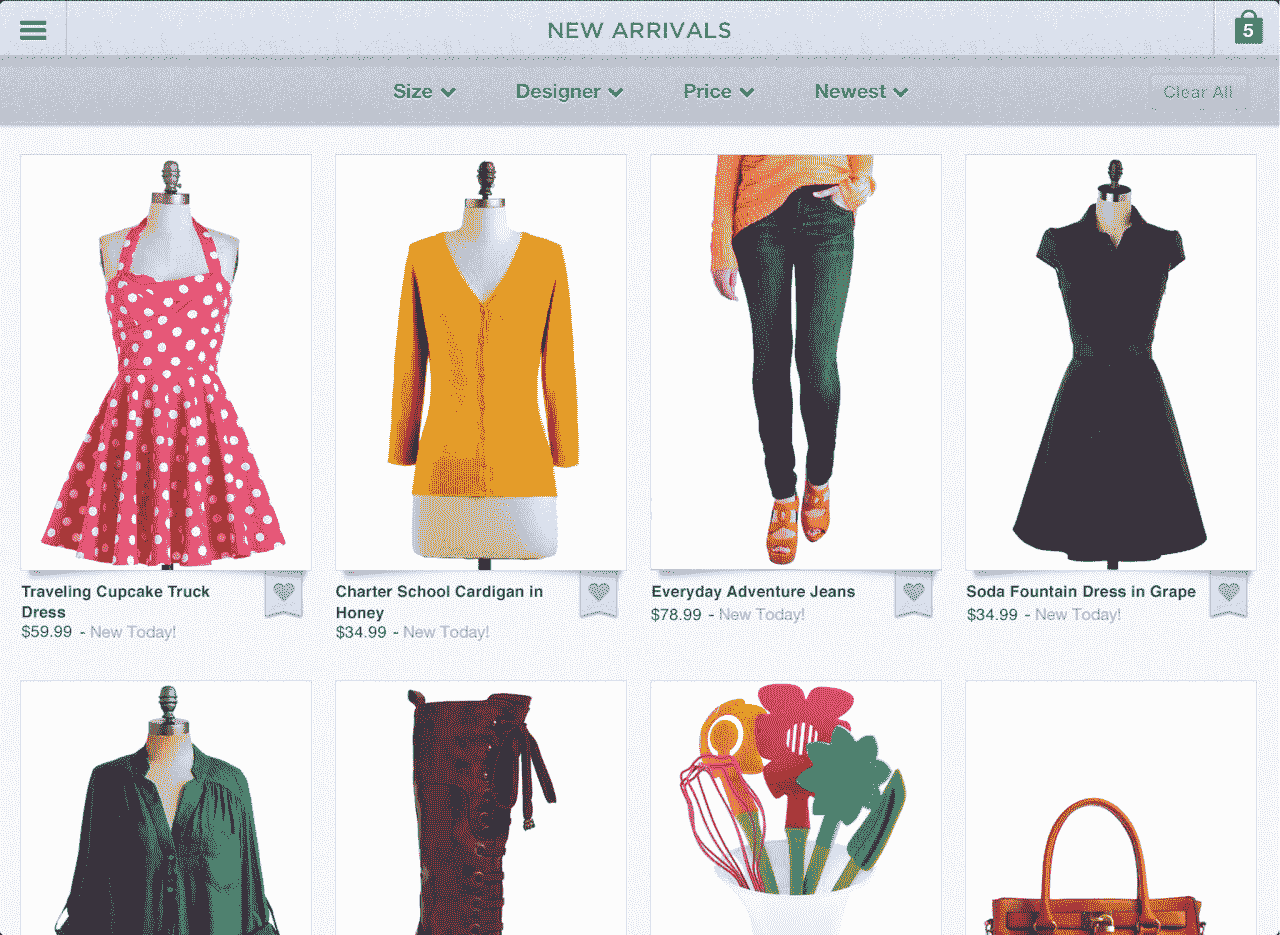 NEW ARRIVALS
5
Size
Designer
Price
Newest
Clear All
Traveling Cupcake Truck
Dress
$59.99 - New Today!
Charter School Cardigan in
Honey
$34.99 - New Today!
Everyday Adventure Jeans
$78.99 - New Today!
Soda Fountain Dress in Grape
$34.99 - New Today!